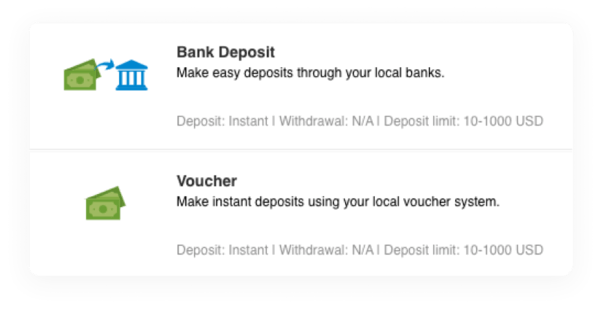 Bank Deposit
Make easy deposits through your local banks.
Deposit: Instant | Withdrawal: N/A | Deposit limit: 10-1000 USD
Voucher
Make instant deposits using your local voucher system.
Deposit: Instant | Withdrawal: N/A | Deposit limit: 10-1000 USD